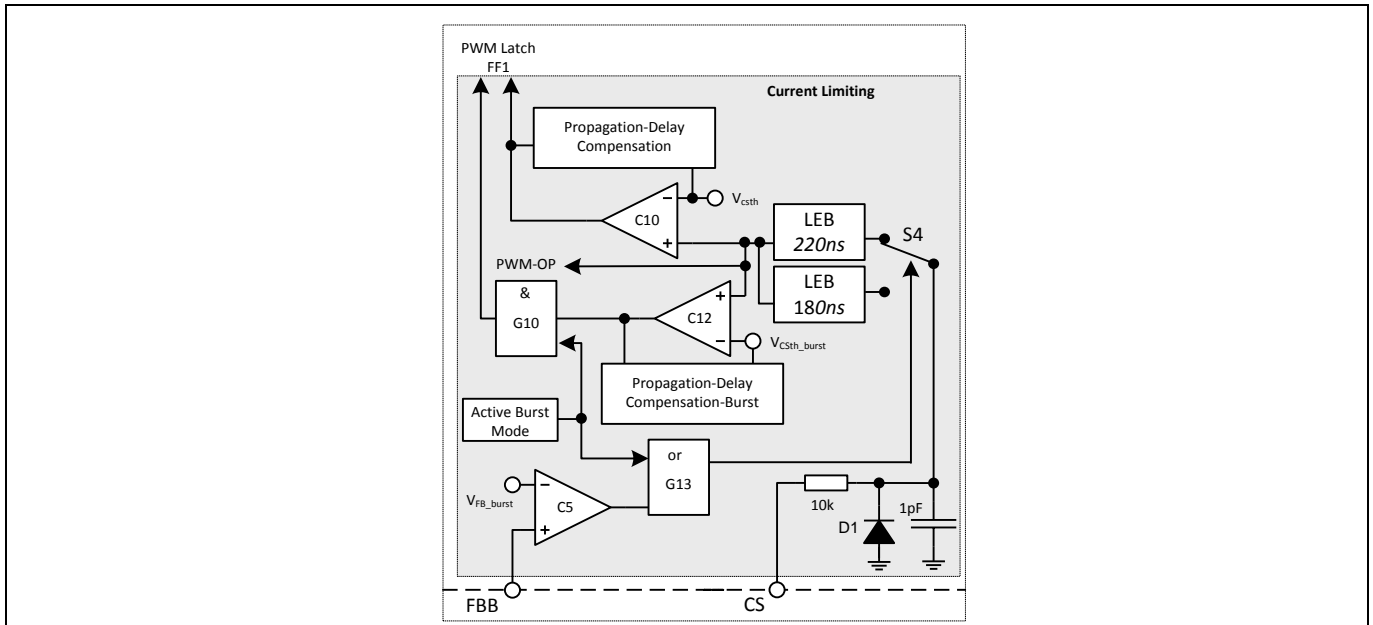 PWM Latch
FF1
Current Limiting
Propagation-Delay
Compensation
−
Vcsth
C10
+
LEB
220ns
S4
PWM-OP
LEB
180ns
&
G10
+
C12
−
VCSth_burst
Propagation-Delay
Compensation-Burst
Active Burst
Mode
or
G13
VFB_burst
−
C5
+
10k
1pF
D1
FBB
CS